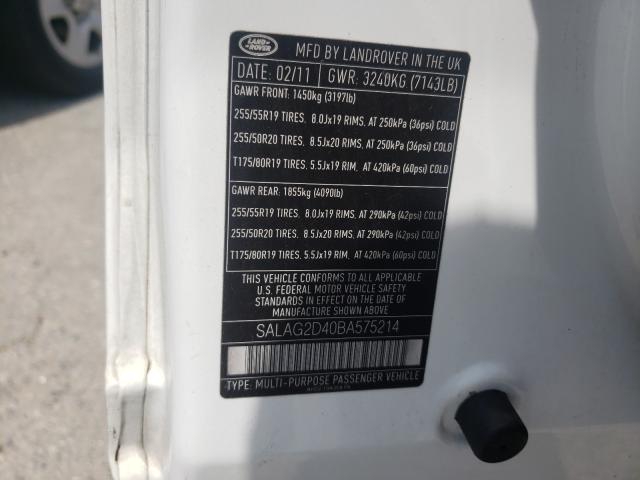 LAND ROVER
MFD BY LANDROVER IN THE UK
DATE: 02/11 GWR: 3240KG (7143LB)
GAWR FRONT: 1450kg (3197lb)
255/55R19 TIRES, 8.0Jx19 RIMS, AT 250kPa (36psi) COLD
255/50R20 TIRES, 8.5Jx20 RIMS, AT 250kPa (36psi) COLD
T175/80R19 TIRES, 5.5Jx19 RIM, AT 420kPa (60psi) COLD
GAWR REAR: 1855kg (4090lb)
255/55R19 TIRES, 8.0Jx19 RIMS, AT 290kPa (42psi) COLD
255/50R20 TIRES, 8.5Jx20 RIMS, AT 290kPa (42psi) COLD
T175/80R19 TIRES, 5.5Jx19 RIM, AT 420kPa (60psi) COLD
THIS VEHICLE CONFORMS TO ALL APPLICABLE
U.S. FEDERAL MOTOR VEHICLE SAFETY
STANDARDS IN EFFECT ON THE DATE OF
MANUFACTURE SHOWN ABOVE
SALAG2D40BA575214
TYPE: MULTI-PURPOSE PASSENGER VEHICLE